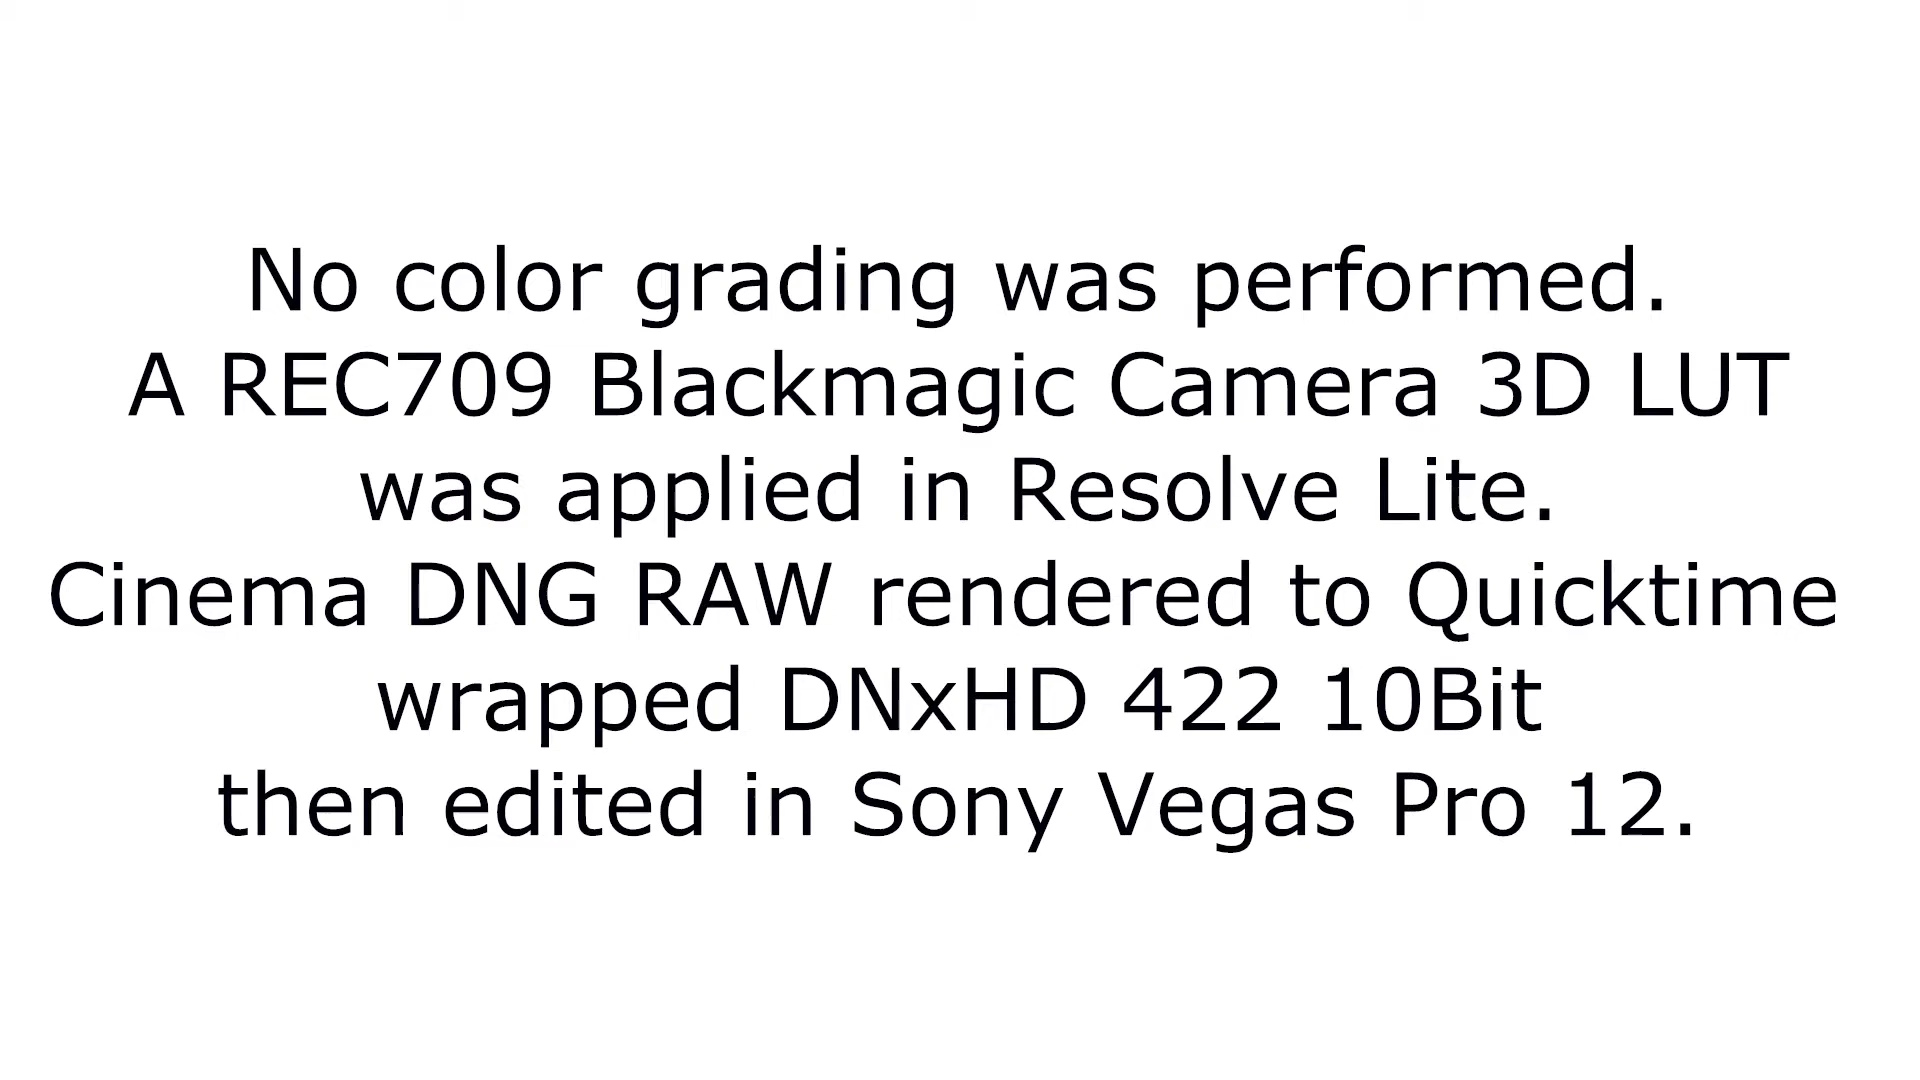 No color grading was performed.
A REC709 Blackmagic Camera 3D LUT
was applied in Resolve Lite.
Cinema DNG RAW rendered to Quicktime
wrapped DNxHD 422 10Bit
then edited in Sony Vegas Pro 12.